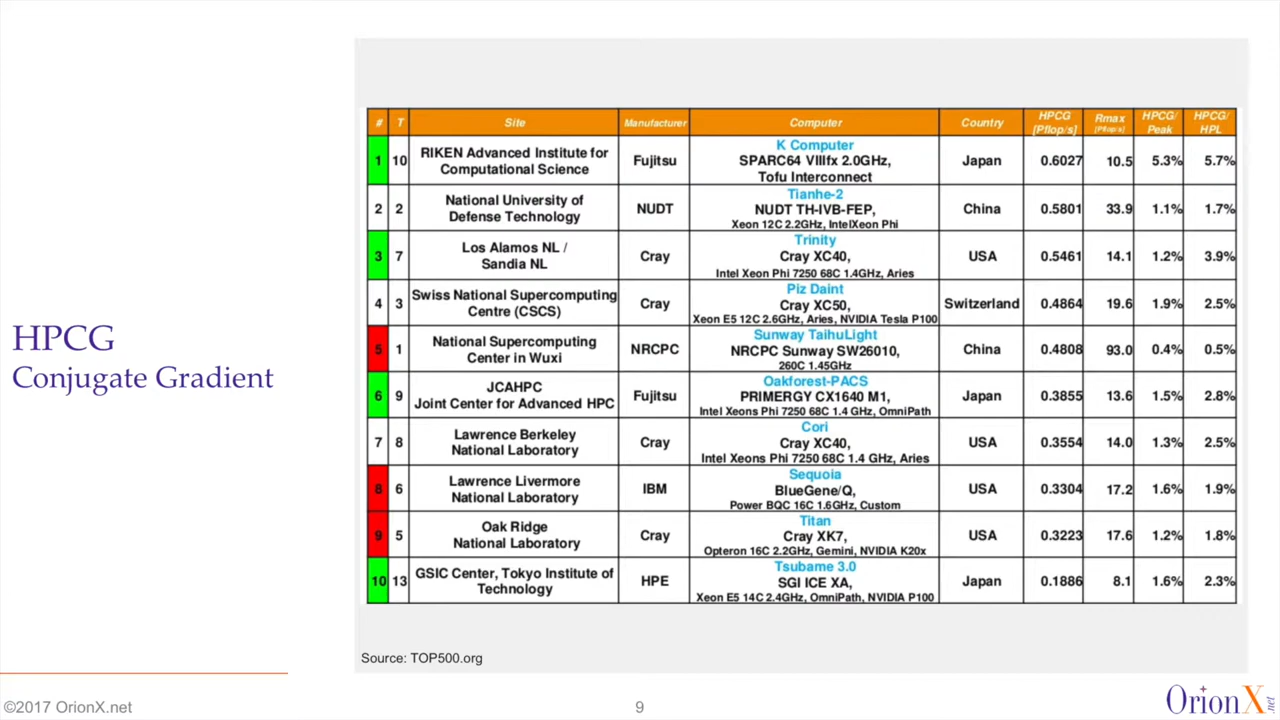 HPCG
Conjugate Gradient
# T Site Manufacturer Computer Country HPCG [Pflop/s] Rmax [Pflop/s] HPCG/ Peak HPCG/ HPL
1 10 RIKEN Advanced Institute for Computational Science Fujitsu K Computer SPARC64 VIIIfx 2.0GHz, Tofu Interconnect Japan 0.6027 10.5 5.3% 5.7%
2 2 National University of Defense Technology NUDT Tianhe-2 NUDT TH-IVB-FEP, Xeon 12C 2.2GHz, IntelXeon Phi China 0.5801 33.9 1.1% 1.7%
3 7 Los Alamos NL / Sandia NL Cray Trinity Cray XC40, Intel Xeon Phi 7250 68C 1.4GHz, Aries USA 0.5461 14.1 1.2% 3.9%
4 3 Swiss National Supercomputing Centre (CSCS) Cray Piz Daint Cray XC50, Xeon E5 12C 2.6GHz, Aries, NVIDIA Tesla P100 Switzerland 0.4864 19.6 1.9% 2.5%
5 1 National Supercomputing Center in Wuxi NRCPC Sunway TaihuLight NRCPC Sunway SW26010, 260C 1.45GHz China 0.4808 93.0 0.4% 0.5%
6 9 JCAHPC Joint Center for Advanced HPC Fujitsu Oakforest-PACS PRIMERGY CX1640 M1, Intel Xeons Phi 7250 68C 1.4 GHz, OmniPath Japan 0.3855 13.6 1.5% 2.8%
7 8 Lawrence Berkeley National Laboratory Cray Cori Cray XC40, Intel Xeons Phi 7250 68C 1.4 GHz, Aries USA 0.3554 14.0 1.3% 2.5%
8 6 Lawrence Livermore National Laboratory IBM Sequoia BlueGene/Q, Power BQC 16C 1.6GHz, Custom USA 0.3304 17.2 1.6% 1.9%
9 5 Oak Ridge National Laboratory Cray Titan Cray XK7, Opteron 16C 2.2GHz, Gemini, NVIDIA K20x USA 0.3223 17.6 1.2% 1.8%
10 13 GSIC Center, Tokyo Institute of Technology HPE Tsubame 3.0 SGI ICE XA, Xeon E5 14C 2.4GHz, OmniPath, NVIDIA P100 Japan 0.1886 8.1 1.6% 2.3%
Source: TOP500.org
©2017 OrionX.net
9
OrionX.net